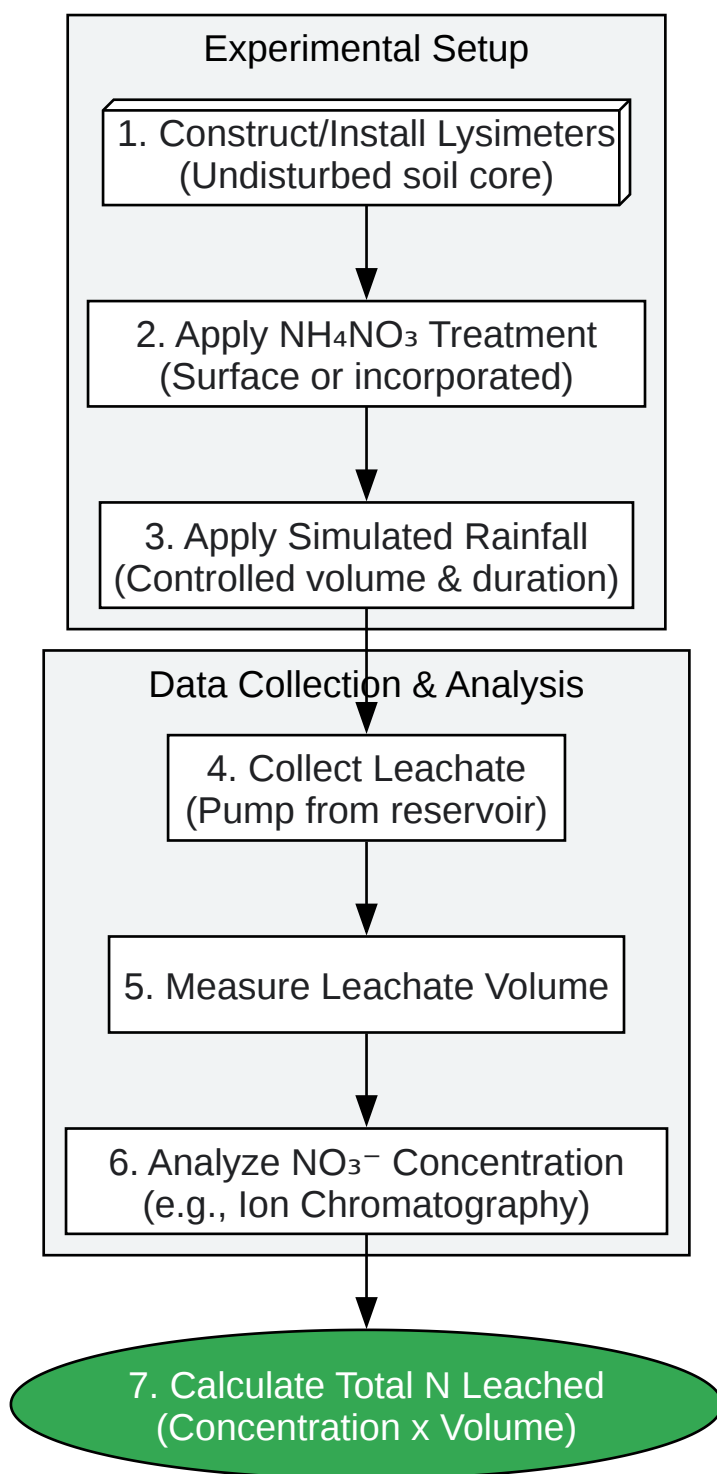 Experimental Setup
1. Construct/Install Lysimeters
(Undisturbed soil core)
2. Apply NH₄NO₃ Treatment
(Surface or incorporated)
3. Apply Simulated Rainfall
(Controlled volume & duration)
Data Collection & Analysis
4. Collect Leachate
(Pump from reservoir)
5. Measure Leachate Volume
6. Analyze NO₃⁻ Concentration
(e.g., Ion Chromatography)
7. Calculate Total N Leached
(Concentration x Volume)